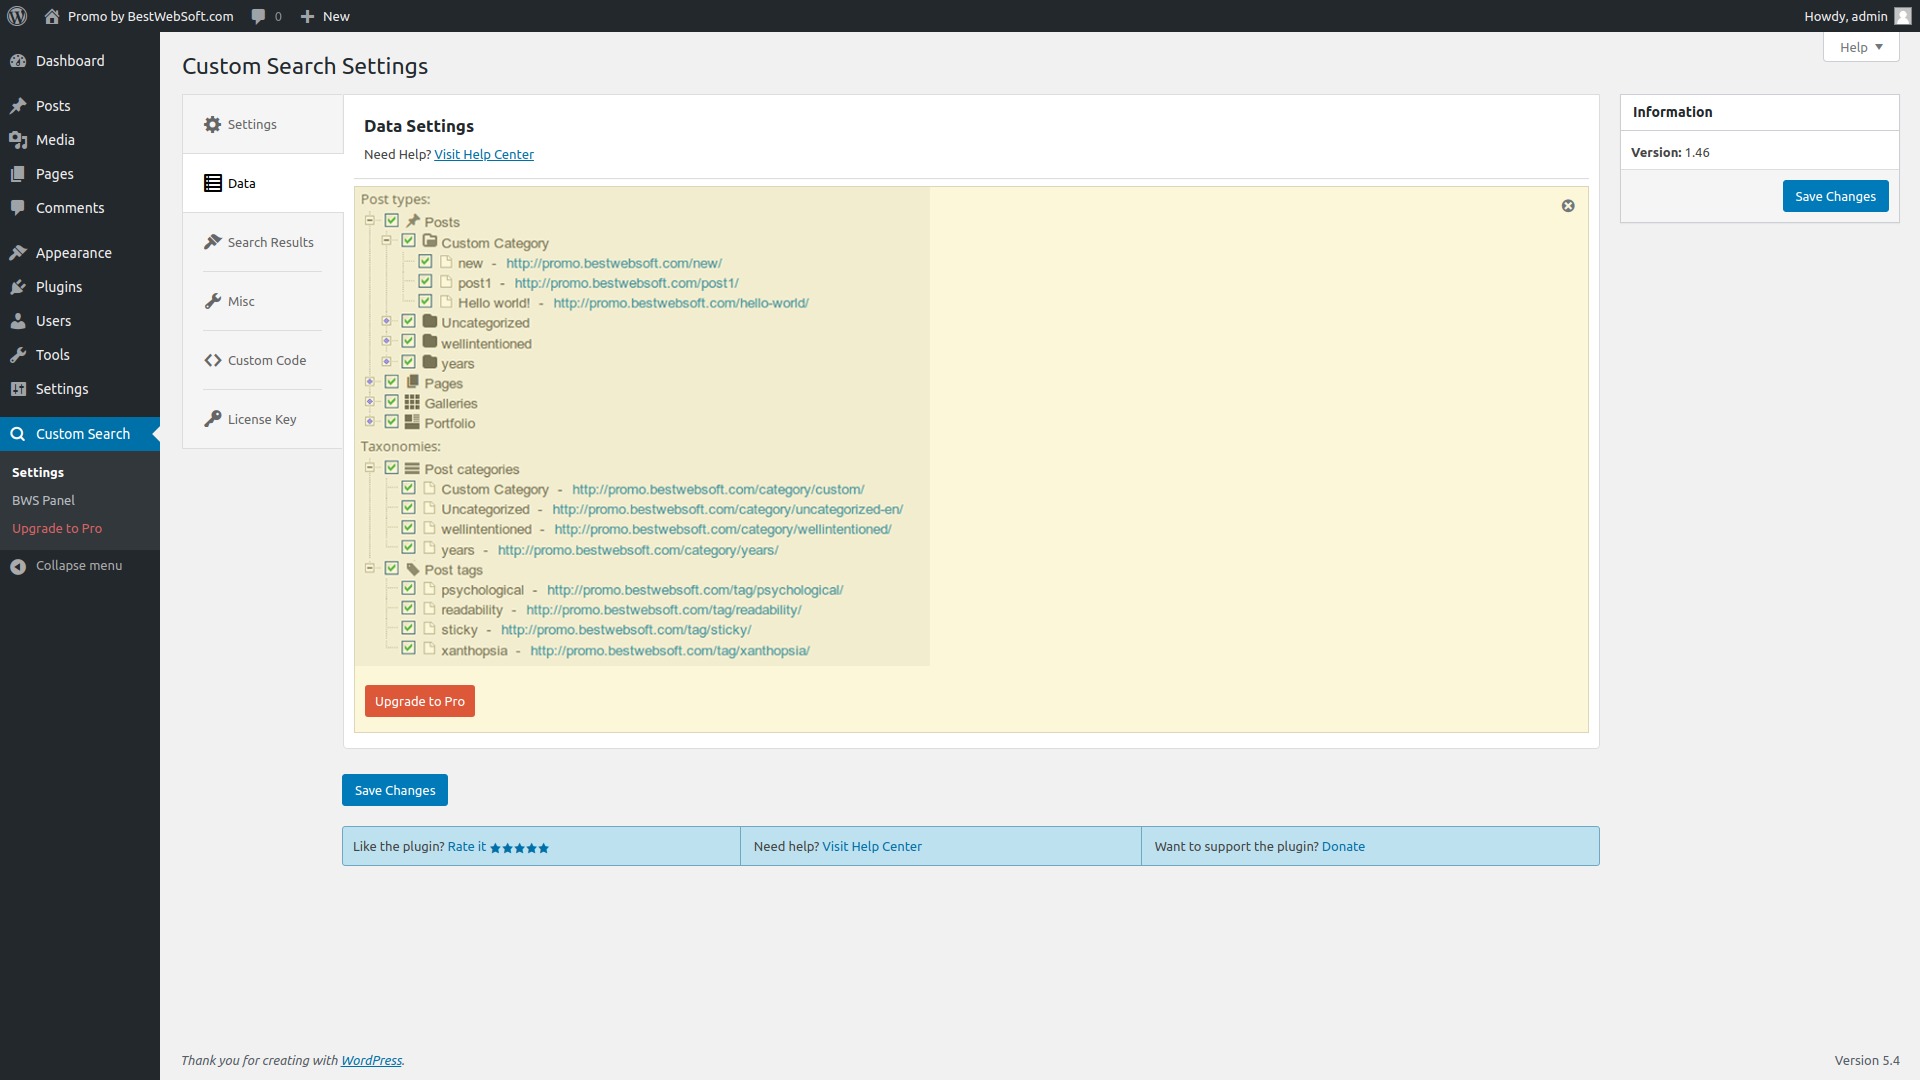 Promo by BestWebSoft.com 0 New Howdy, admin
Help
Dashboard
Posts
Media
Pages
Comments
Appearance
Plugins
Users
Tools
Settings
Custom Search
Settings
BWS Panel
Upgrade to Pro
Collapse menu
Custom Search Settings
Settings
Data
Search Results
Misc
Custom Code
License Key
Data Settings
Need Help? Visit Help Center
Post types:
Posts
Custom Category
new - http://promo.bestwebsoft.com/new/
post1 - http://promo.bestwebsoft.com/post1/
Hello world! - http://promo.bestwebsoft.com/hello-world/
Uncategorized
wellintentioned
years
Pages
Galleries
Portfolio
Taxonomies:
Post categories
Custom Category - http://promo.bestwebsoft.com/category/custom/
Uncategorized - http://promo.bestwebsoft.com/category/uncategorized-en/
wellintentioned - http://promo.bestwebsoft.com/category/wellintentioned/
years - http://promo.bestwebsoft.com/category/years/
Post tags
psychological - http://promo.bestwebsoft.com/tag/psychological/
readability - http://promo.bestwebsoft.com/tag/readability/
sticky - http://promo.bestwebsoft.com/tag/sticky/
xanthopsia - http://promo.bestwebsoft.com/tag/xanthopsia/
Upgrade to Pro
Save Changes
Like the plugin? Rate it ★★★★★
Need help? Visit Help Center
Want to support the plugin? Donate
Information
Version: 1.46
Save Changes
Thank you for creating with WordPress.
Version 5.4